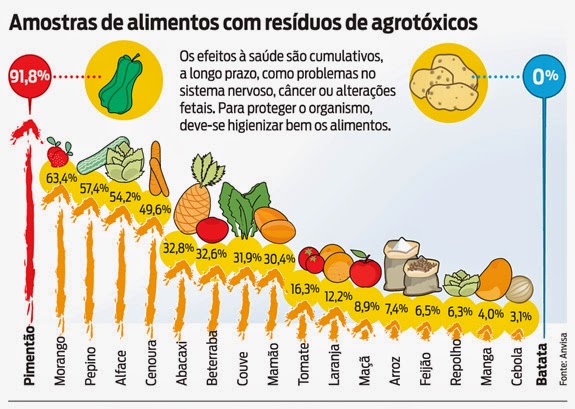 Amostras de alimentos com resíduos de agrotóxicos
91,8%
Os efeitos à saúde são cumulativos,
a longo prazo, como problemas no
sistema nervoso, câncer ou alterações
fetais. Para proteger o organismo,
deve-se higienizar bem os alimentos.
0%
63,4%
57,4%
54,2%
49,6%
32,8%
32,6%
31,9%
30,4%
16,3%
12,2%
8,9%
7,4%
6,5%
6,3%
4,0%
3,1%
Pimentão
Morango
Pepino
Alface
Cenoura
Abacaxi
Beterraba
Couve
Mamão
Tomate
Laranja
Maçã
Arroz
Feijão
Repolho
Manga
Cebola
Batata
Fonte: Anvisa